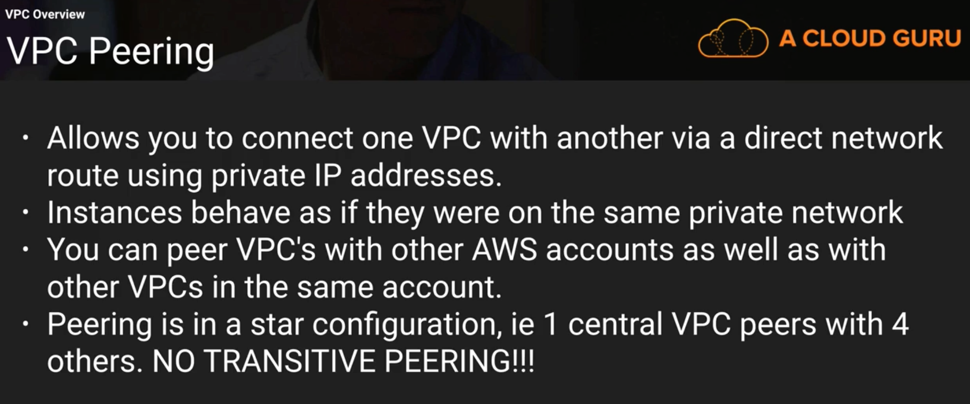 VPC Overview
VPC Peering
A CLOUD GURU
• Allows you to connect one VPC with another via a direct network
route using private IP addresses.
• Instances behave as if they were on the same private network
• You can peer VPC's with other AWS accounts as well as with
other VPCs in the same account.
• Peering is in a star configuration, ie 1 central VPC peers with 4
others. NO TRANSITIVE PEERING!!!